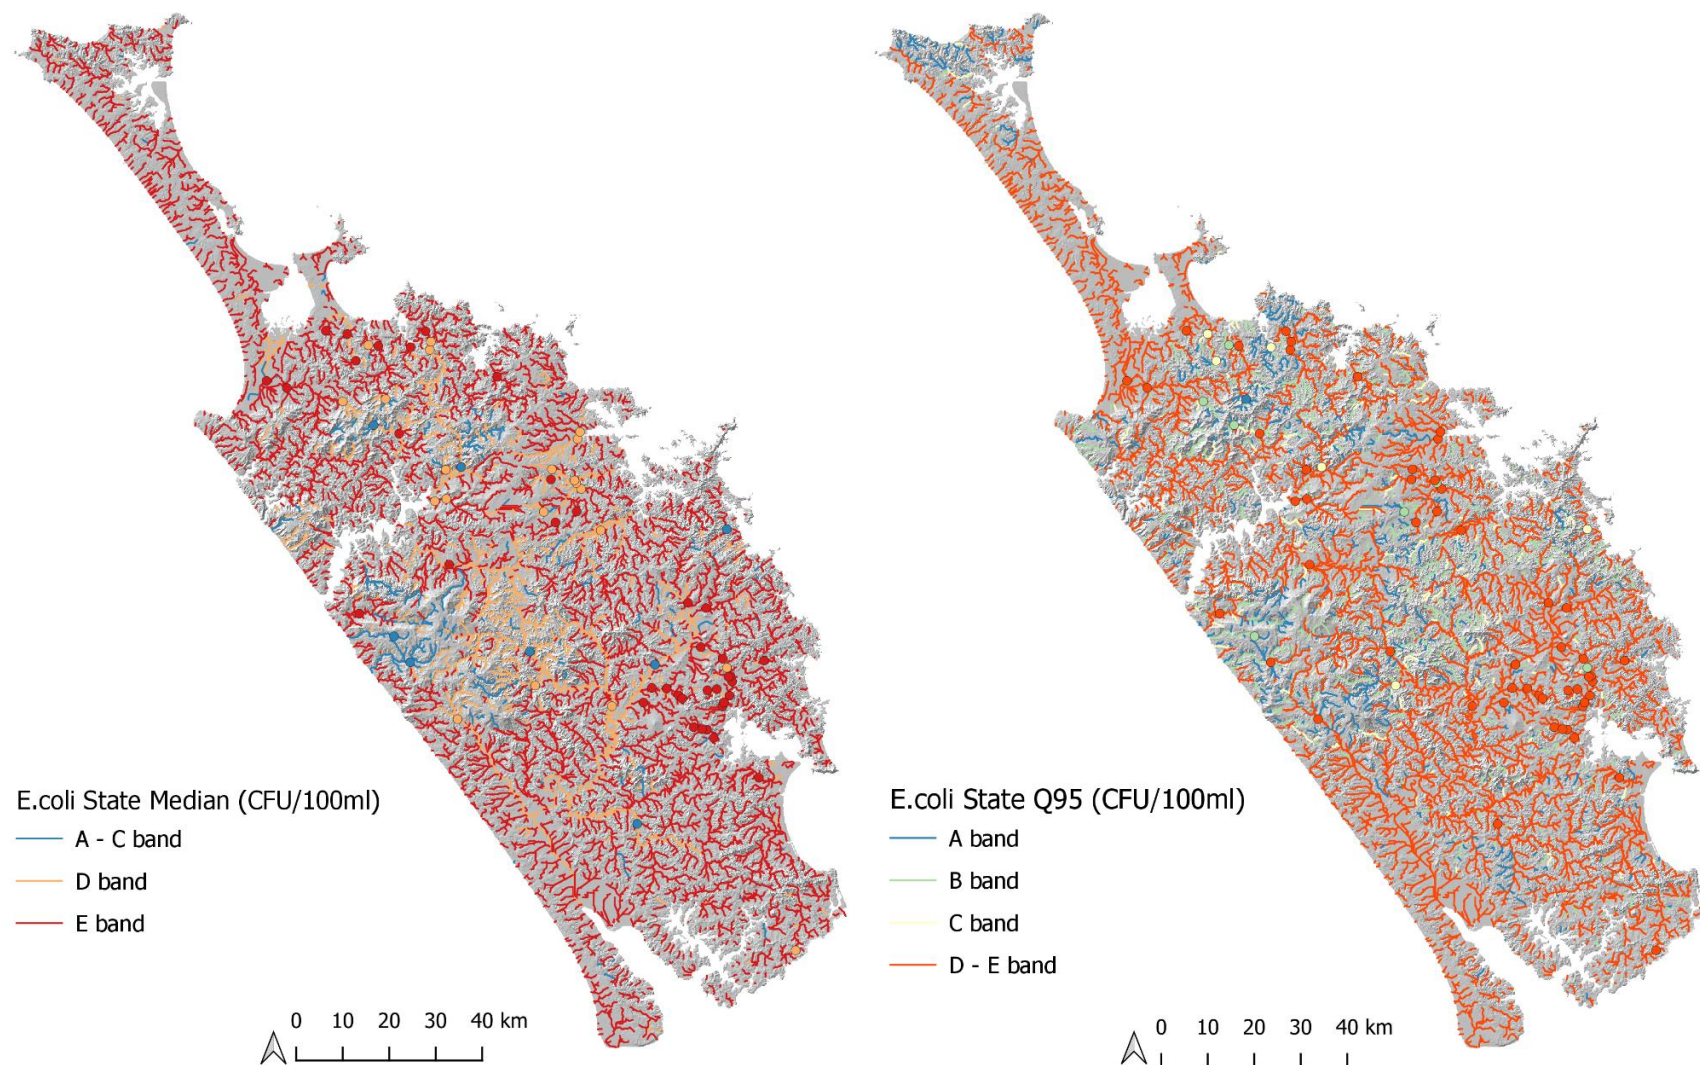 E.coli State Median (CFU/100ml)
A - C band
D band
E band
0 10 20 30 40 km
E.coli State Q95 (CFU/100ml)
A band
B band
C band
D - E band
0 10 20 30 40 km